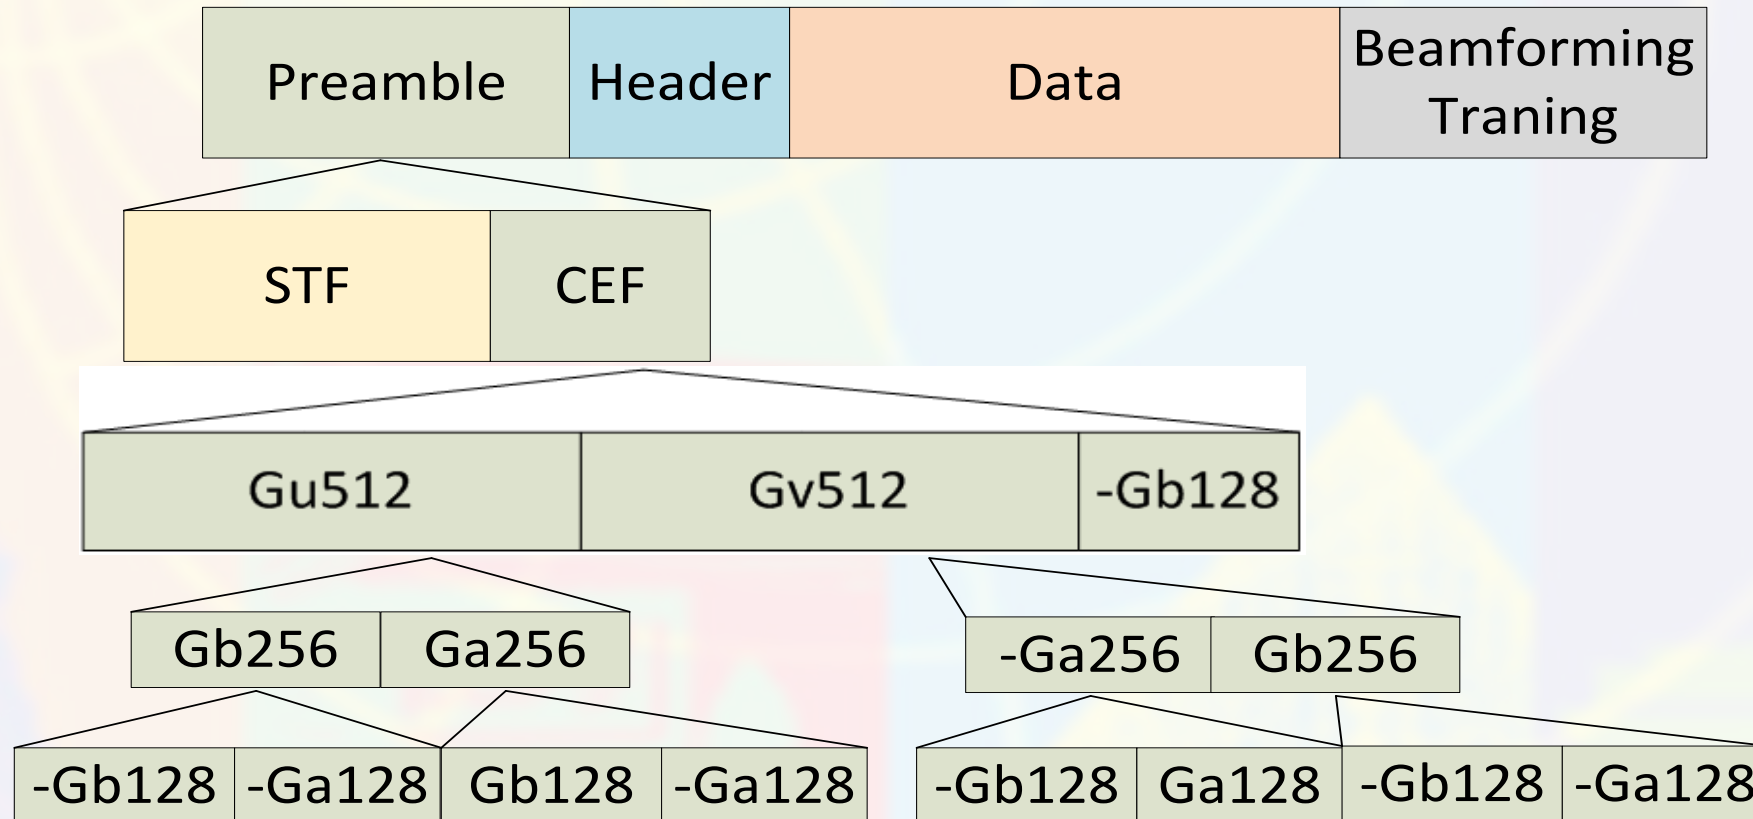 Preamble
Header
Data
Beamforming
Traning
STF
CEF
Gu512
Gv512
-Gb128
Gb256
Ga256
-Ga256
Gb256
-Gb128
-Ga128
Gb128
-Ga128
-Gb128
Ga128
-Gb128
-Ga128